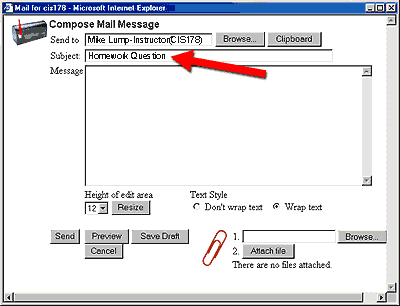 Mail for cis178 - Microsoft Internet Explorer
Compose Mail Message
Send to Mike Lump-Instructor(CIS178) Browse... Clipboard
Subject: Homework Question
Message
Height of edit area Text Style
12 Resize Don't wrap text Wrap text
Send Preview Save Draft 1. Browse...
Cancel 2. Attach file
There are no files attached.